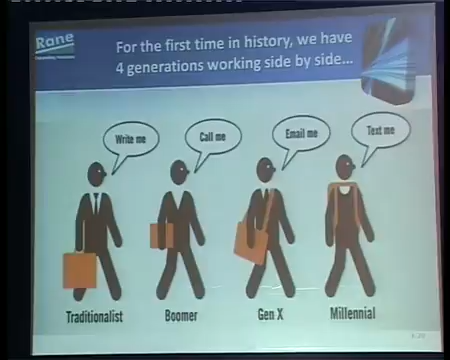 Rane
For the first time in history, we have
4 generations working side by side...
Write me
Call me
Email me
Text me
Traditionalist
Boomer
Gen X
Millennial